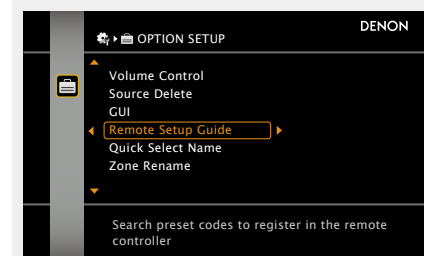 DENON
OPTION SETUP
Volume Control
Source Delete
GUI
Remote Setup Guide
Quick Select Name
Zone Rename
Search preset codes to register in the remote
controller